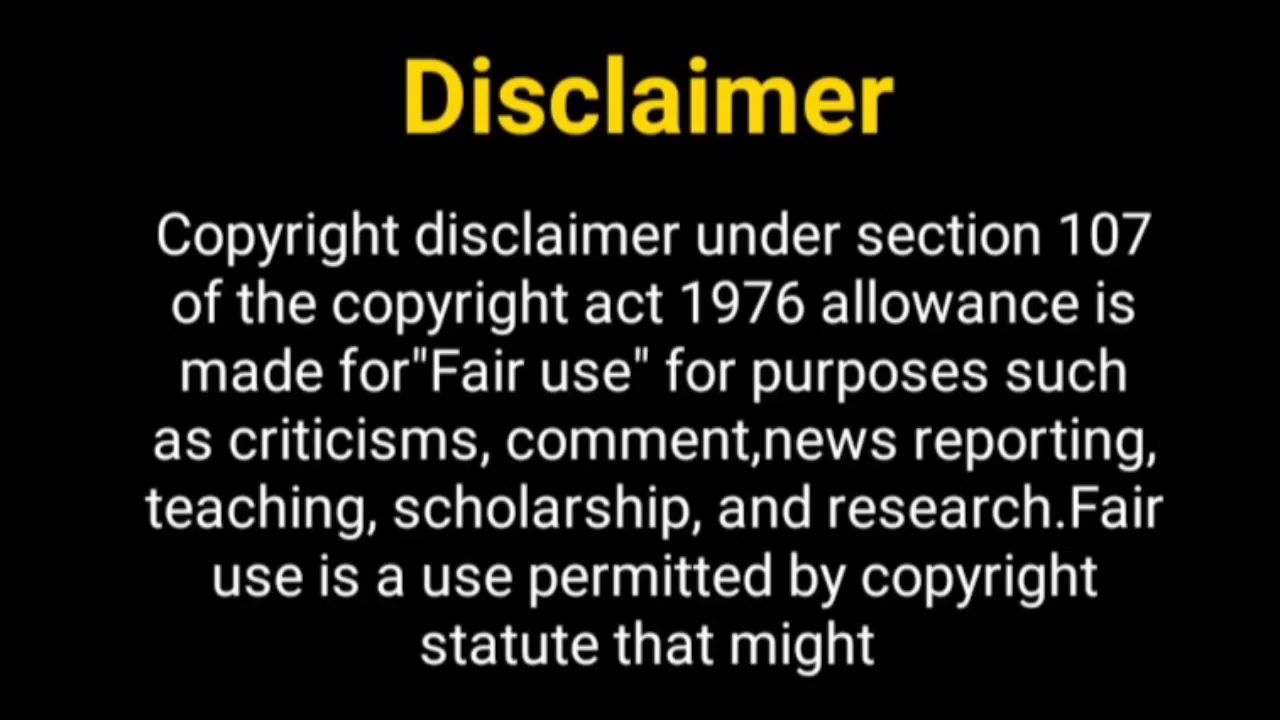 Disclaimer
Copyright disclaimer under section 107
of the copyright act 1976 allowance is
made for"Fair use" for purposes such
as criticisms, comment,news reporting,
teaching, scholarship, and research.Fair
use is a use permitted by copyright
statute that might